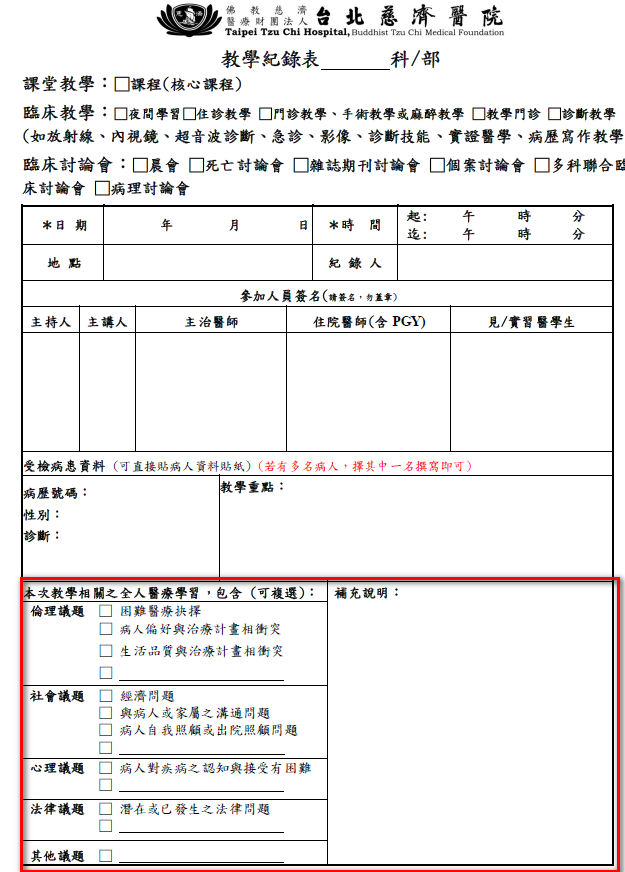 佛教慈濟
醫療財團法人 台北慈濟醫院
Taipei Tzu Chi Hospital, Buddhist Tzu Chi Medical Foundation
教學紀錄表______科/部
課堂教學：□課程(核心課程)
臨床教學：□夜間學習□住診教學 □門診教學、手術教學或麻醉教學 □教學門診 □診斷教學
(如放射線、內視鏡、超音波診斷、急診、影像、診斷技能、實證醫學、病歷寫作教學
臨床討論會：□晨會 □死亡討論會 □雜誌期刊討論會 □個案討論會 □多科聯合臨
床討論會 □病理討論會
＊日 期 年 月 日 ＊時 間 起: 午 時 分
迄: 午 時 分
地 點 紀 錄 人
參加人員簽名(請簽名，勿蓋章)
主持人 主講人 主治醫師 住院醫師(含 PGY) 見/實習醫學生
受檢病患資料 (可直接貼病人資料貼紙) (若有多名病人，擇其中一名撰寫即可)
病歷號碼： 教學重點：
性別：
診斷：
本次教學相關之全人醫療學習，包含 (可複選)： 補充說明：
倫理議題 □ 困難醫療抉擇
□ 病人偏好與治療計畫相衝突
□ 生活品質與治療計畫相衝突
□ ______
社會議題 □ 經濟問題
□ 與病人或家屬之溝通問題
□ 病人自我照顧或出院照顧問題
□ ______
心理議題 □ 病人對疾病之認知與接受有困難
□ ______
法律議題 □ 潛在或已發生之法律問題
□ ______
其他議題 □ ______